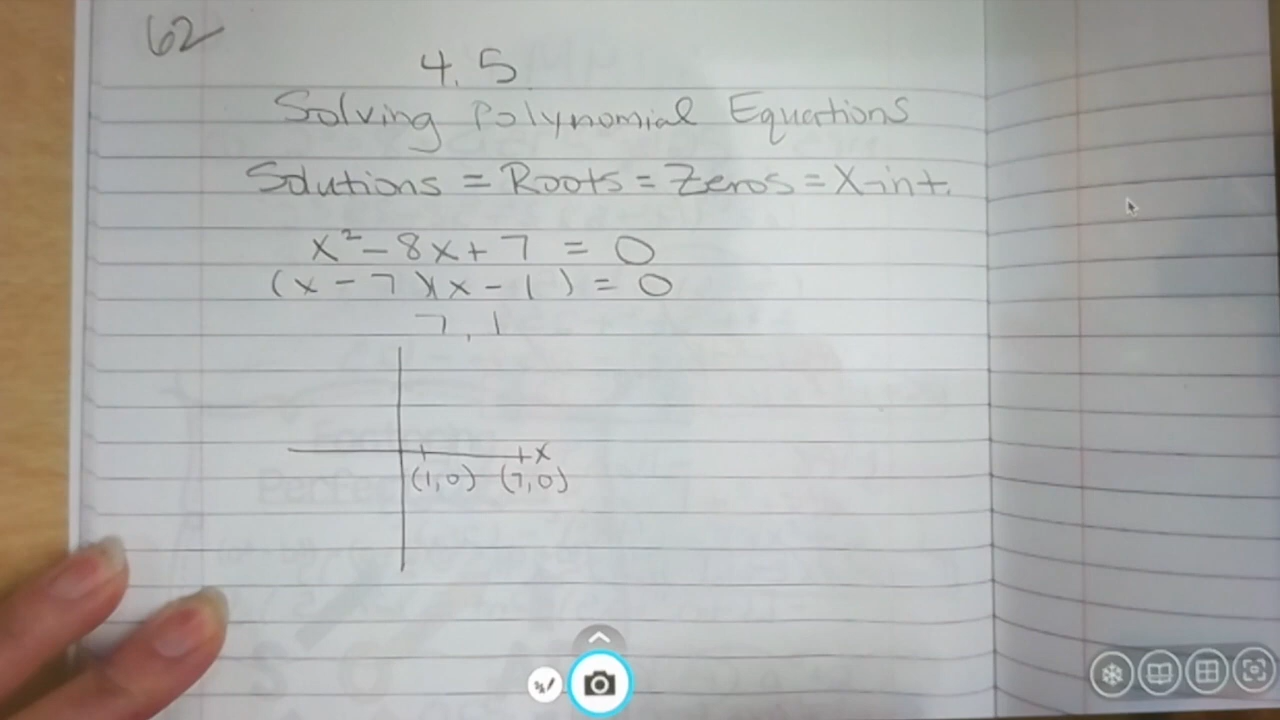 62
4.5
Solving Polynomial Equations
Solutions = Roots = Zeros = X-int.
x² - 8x + 7 = 0
(x - 7)(x - 1) = 0
7, 1
x
(1,0) (7,0)